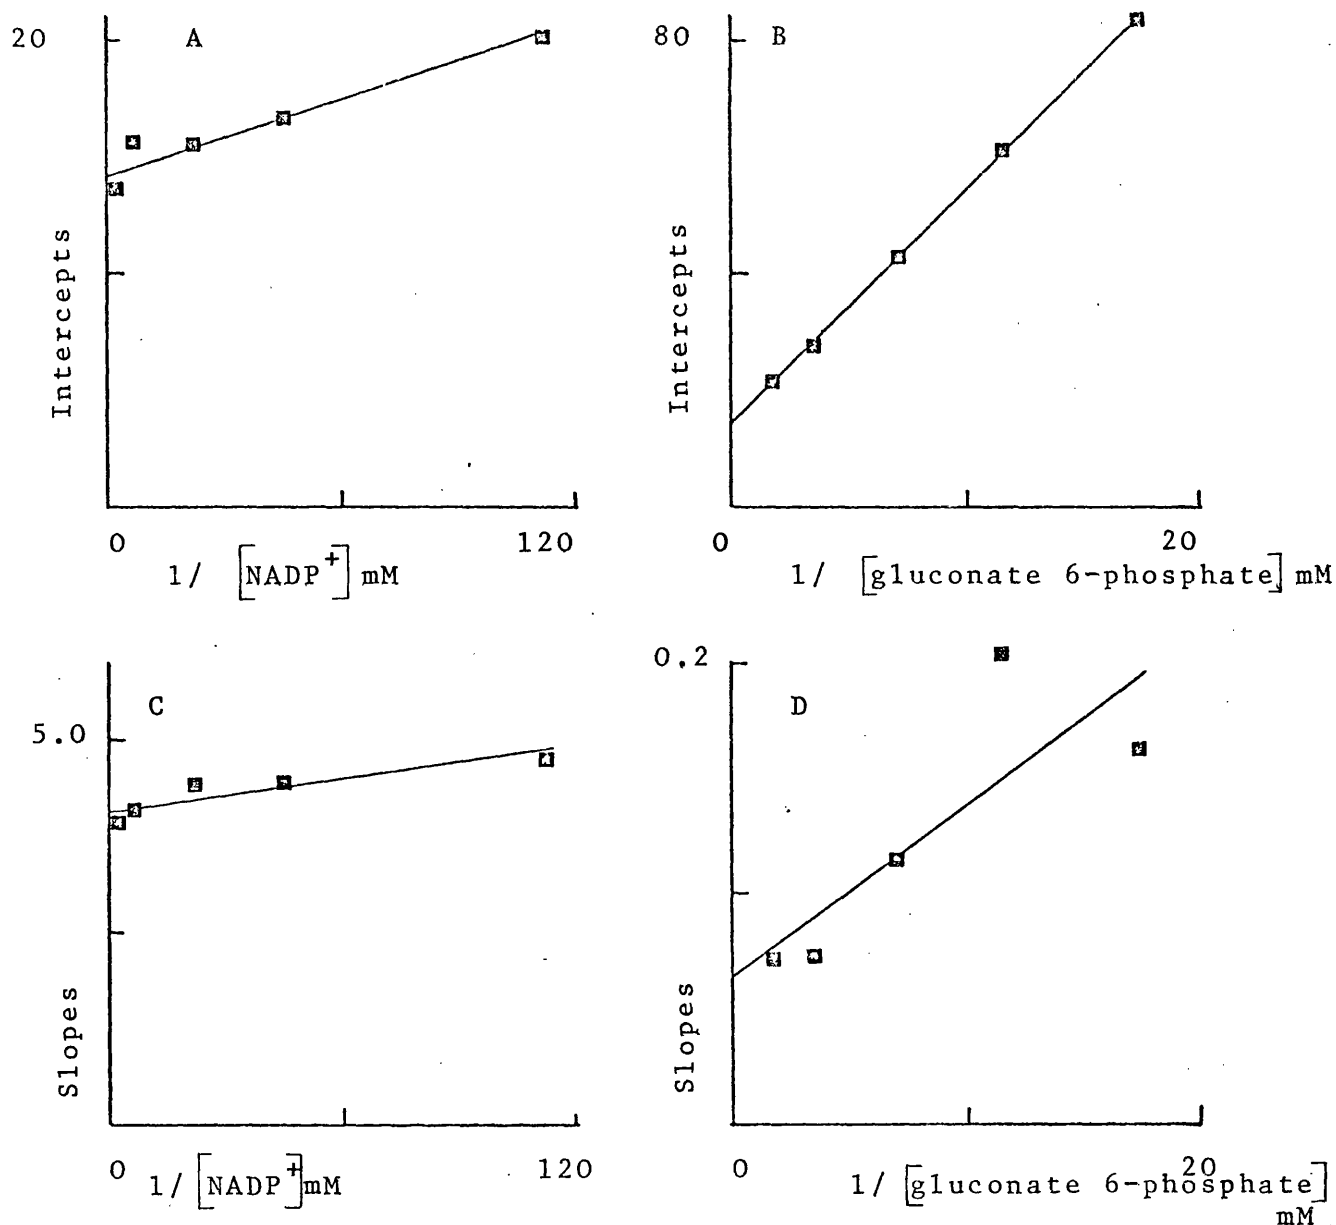 20
A
Intercepts
0
120
1/ [NADP+] mM
80
B
Intercepts
0
20
1/ [gluconate 6-phosphate] mM
5.0
C
Slopes
0
120
1/ [NADP+] mM
0.2
D
Slopes
0
20
1/ [gluconate 6-phosphate]
mM